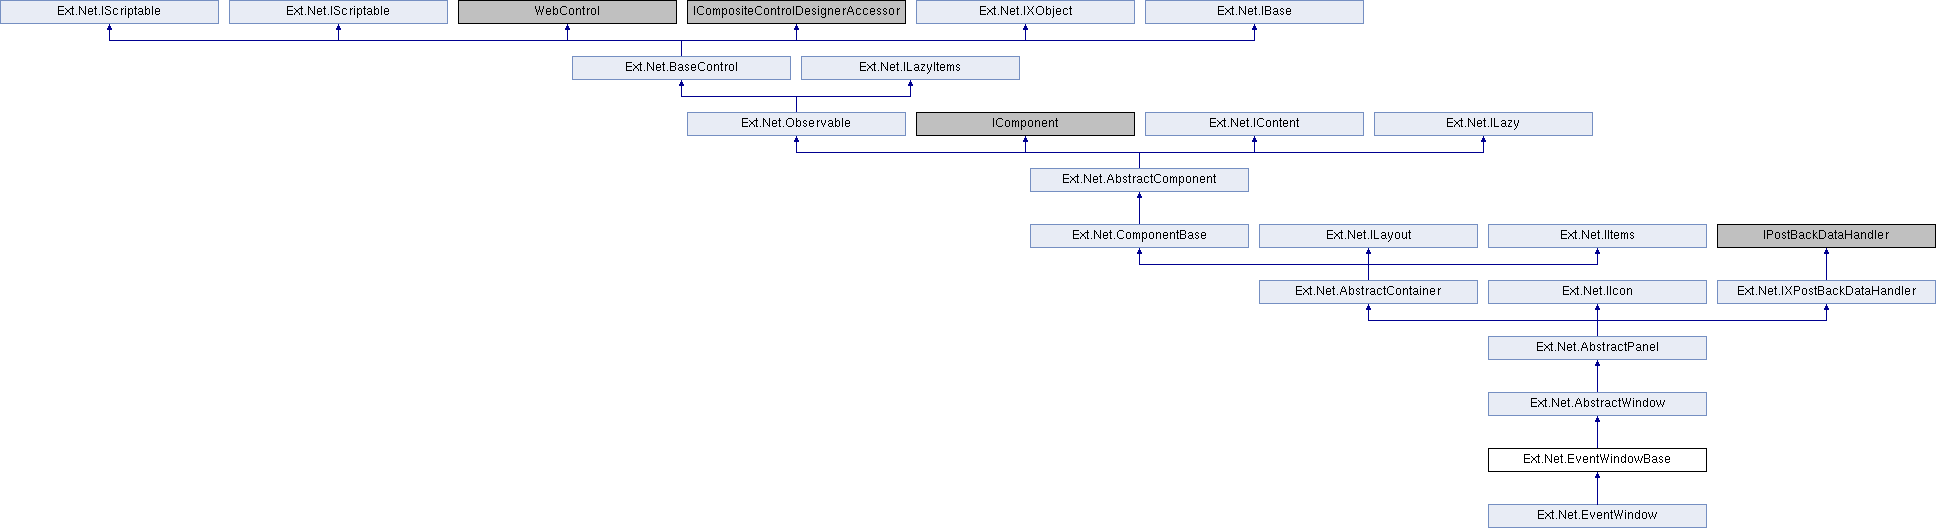 Ext.Net.IScriptable
Ext.Net.IScriptable
WebControl
ICompositeControlDesignerAccessor
Ext.Net.IXObject
Ext.Net.IBase
Ext.Net.BaseControl
Ext.Net.ILazyItems
Ext.Net.Observable
IComponent
Ext.Net.IContent
Ext.Net.ILazy
Ext.Net.AbstractComponent
Ext.Net.ComponentBase
Ext.Net.ILayout
Ext.Net.IItems
IPostBackDataHandler
Ext.Net.AbstractContainer
Ext.Net.IIcon
Ext.Net.IXPostBackDataHandler
Ext.Net.AbstractPanel
Ext.Net.AbstractWindow
Ext.Net.EventWindowBase
Ext.Net.EventWindow